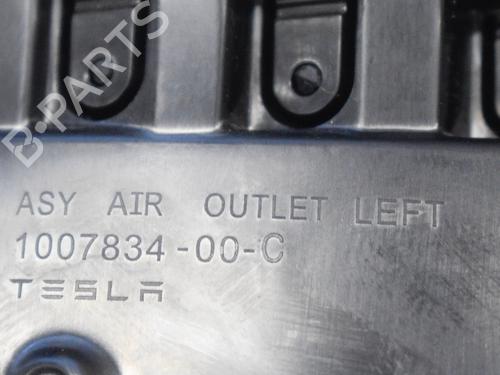 B-PARTS
ASY AIR OUTLET LEFT
1007834-00-C
TESLA